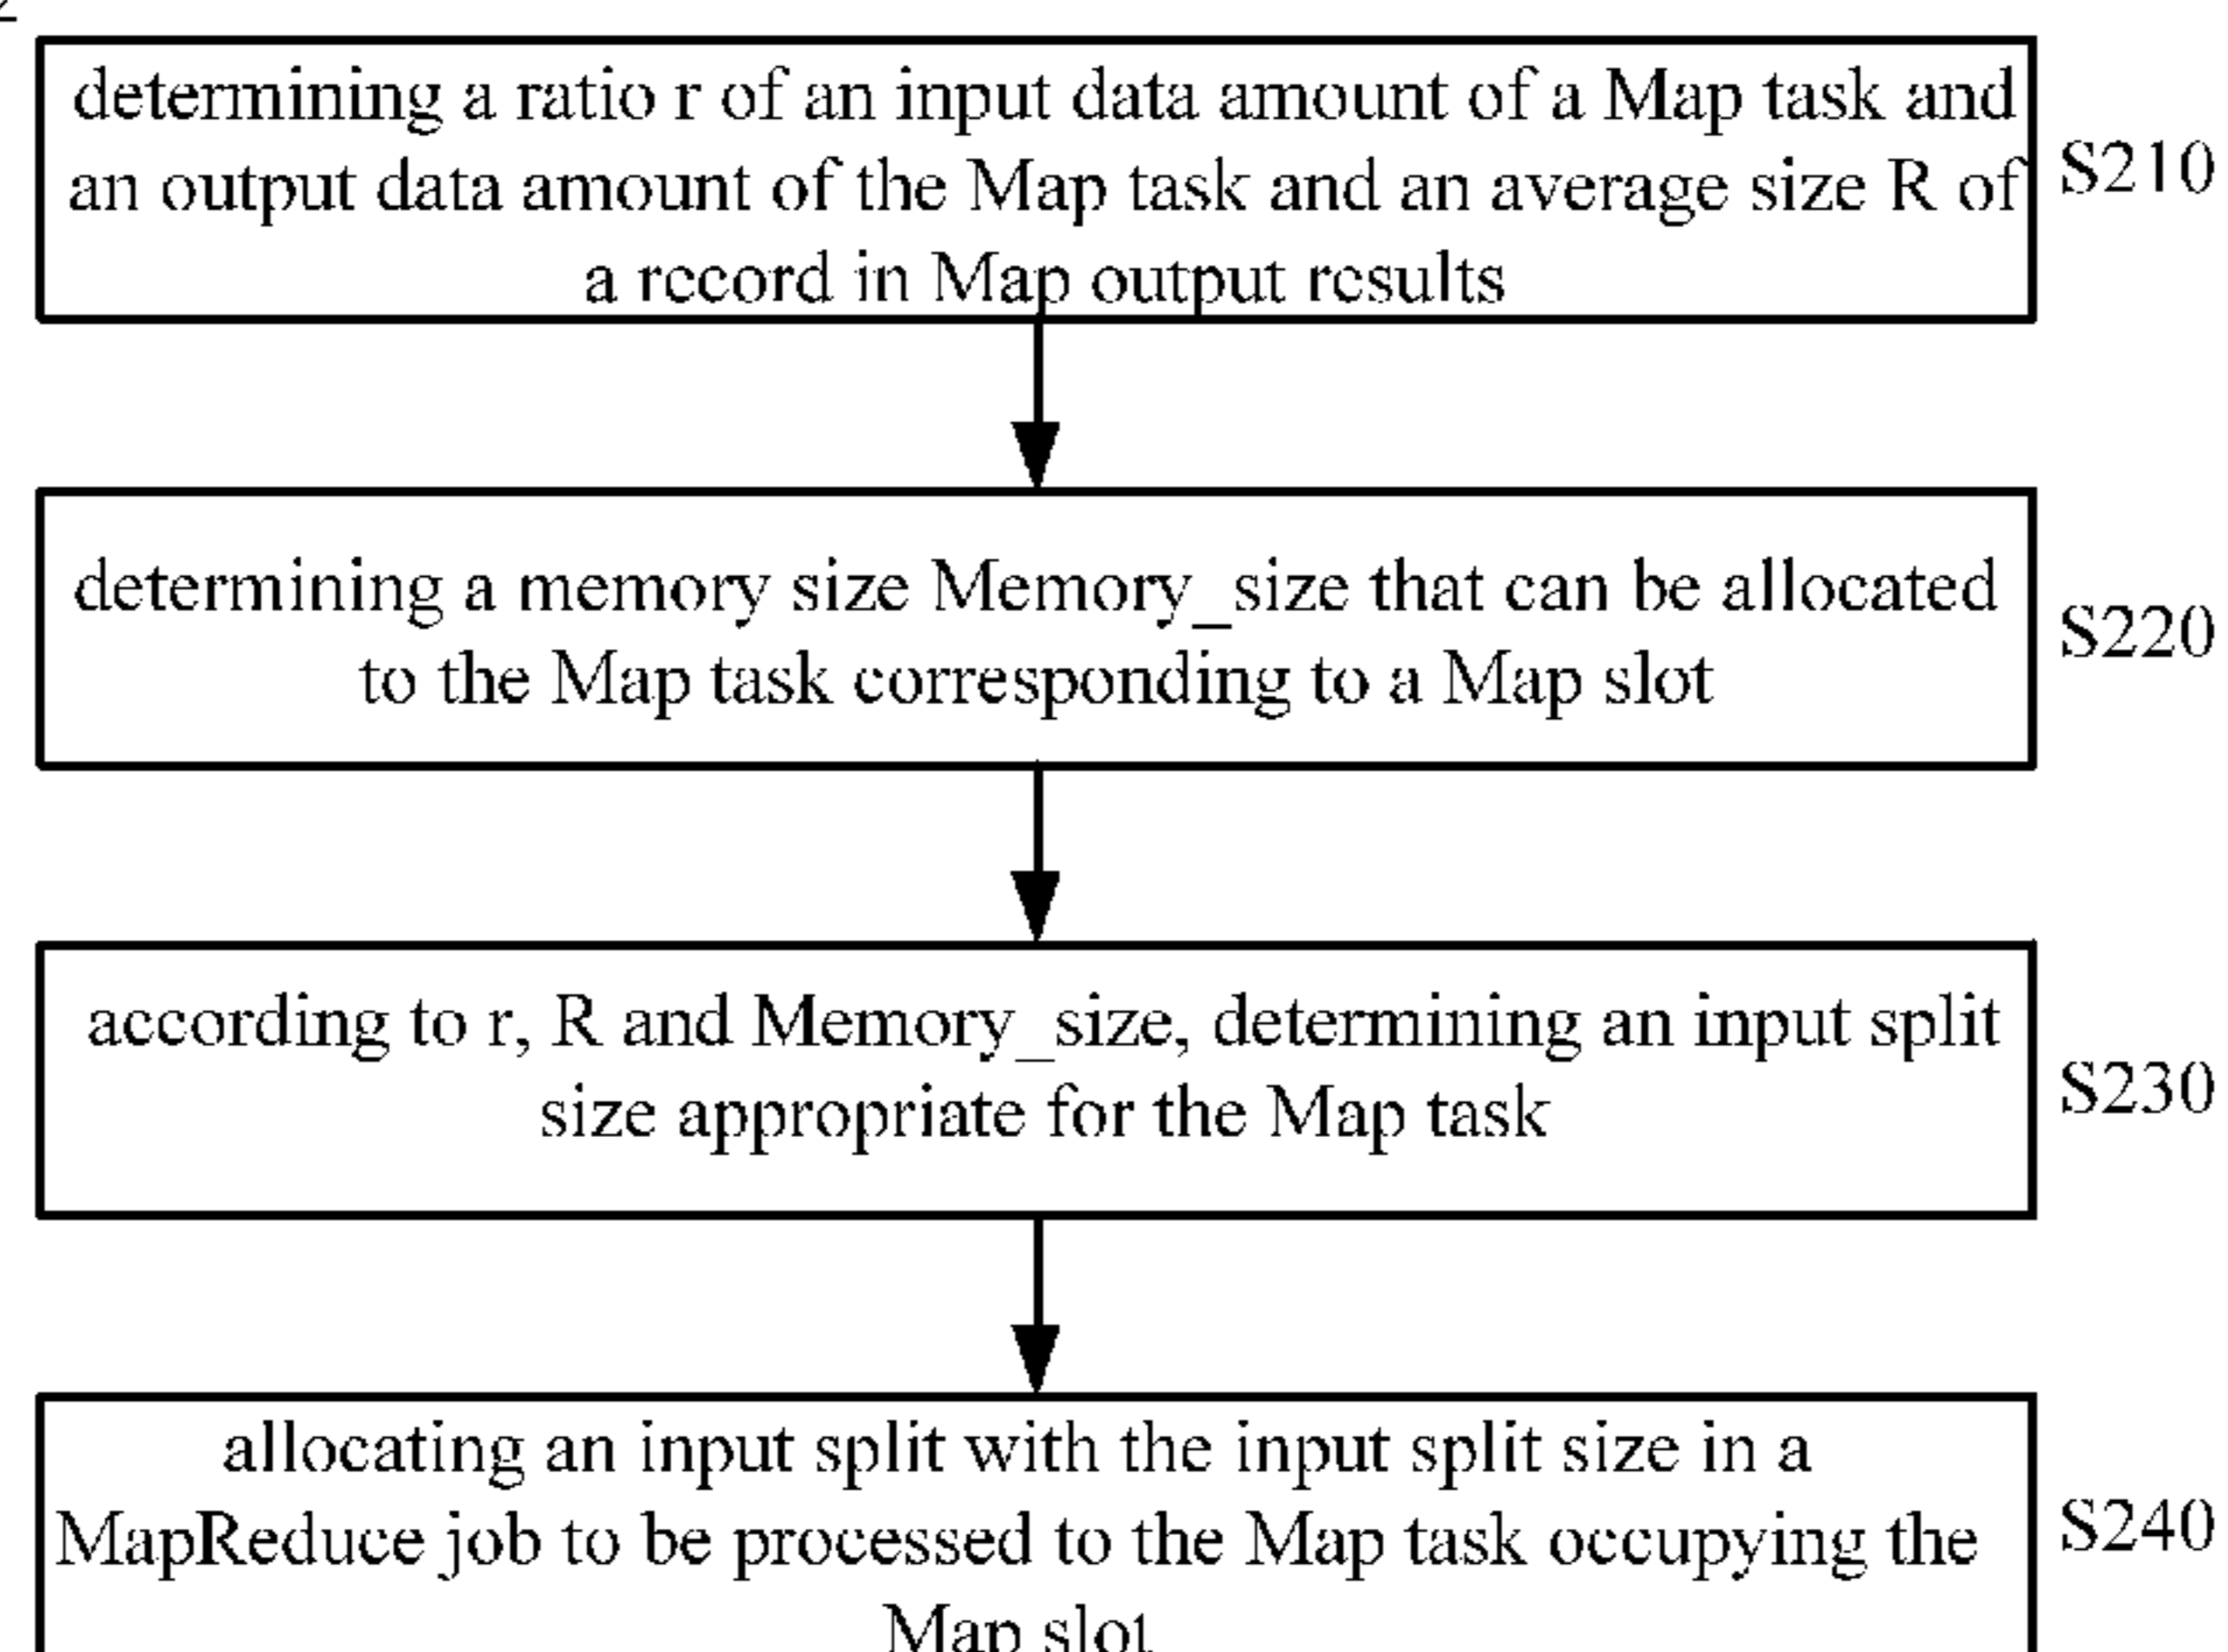 determining a ratio r of an input data amount of a Map task and
an output data amount of the Map task and an average size R of
a record in Map output results
S210
determining a memory size Memory_size that can be allocated
to the Map task corresponding to a Map slot
S220
according to r, R and Memory_size, determining an input split
size appropriate for the Map task
S230
allocating an input split with the input split size in a
MapReduce job to be processed to the Map task occupying the
Map slot
S240